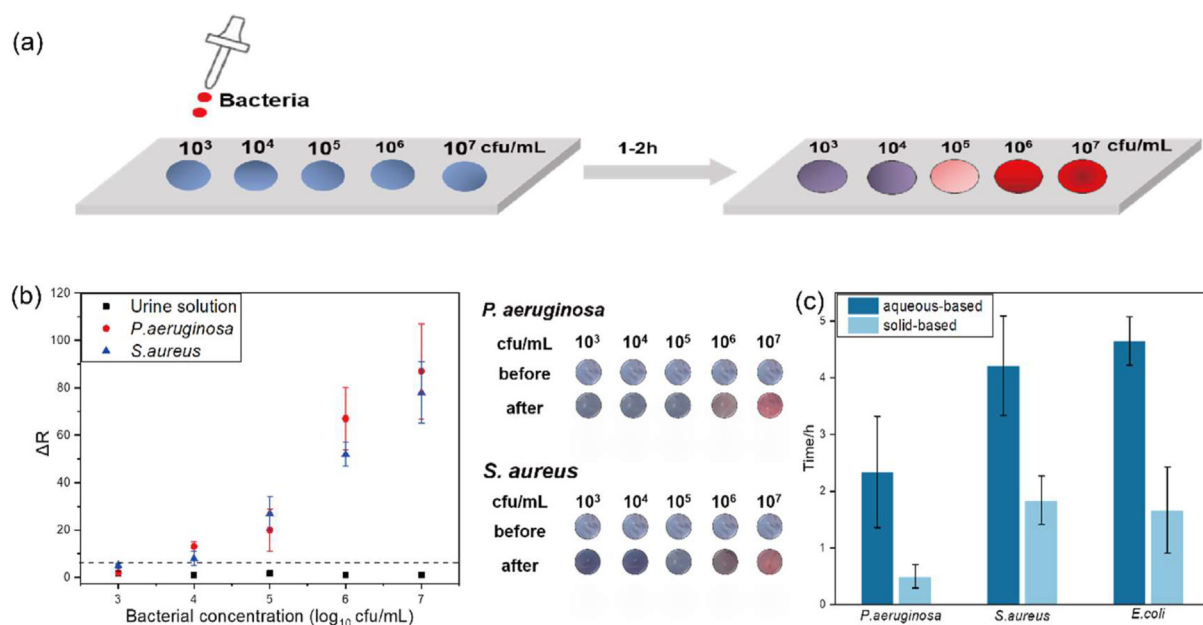 (a)
Bacteria
10³ 10⁴ 10⁵ 10⁶ 10⁷ cfu/mL
1-2h
10³ 10⁴ 10⁵ 10⁶ 10⁷ cfu/mL
(b)
120
100
80
60
40
20
0
ΔR
Urine solution
P.aeruginosa
S.aureus
3 4 5 6 7
Bacterial concentration (log₁₀ cfu/mL)
P. aeruginosa
cfu/mL 10³ 10⁴ 10⁵ 10⁶ 10⁷
before
after
S. aureus
cfu/mL 10³ 10⁴ 10⁵ 10⁶ 10⁷
before
after
(c)
aqueous-based
solid-based
5
4
3
2
1
0
Time/h
P.aeruginosa S.aureus E.coli